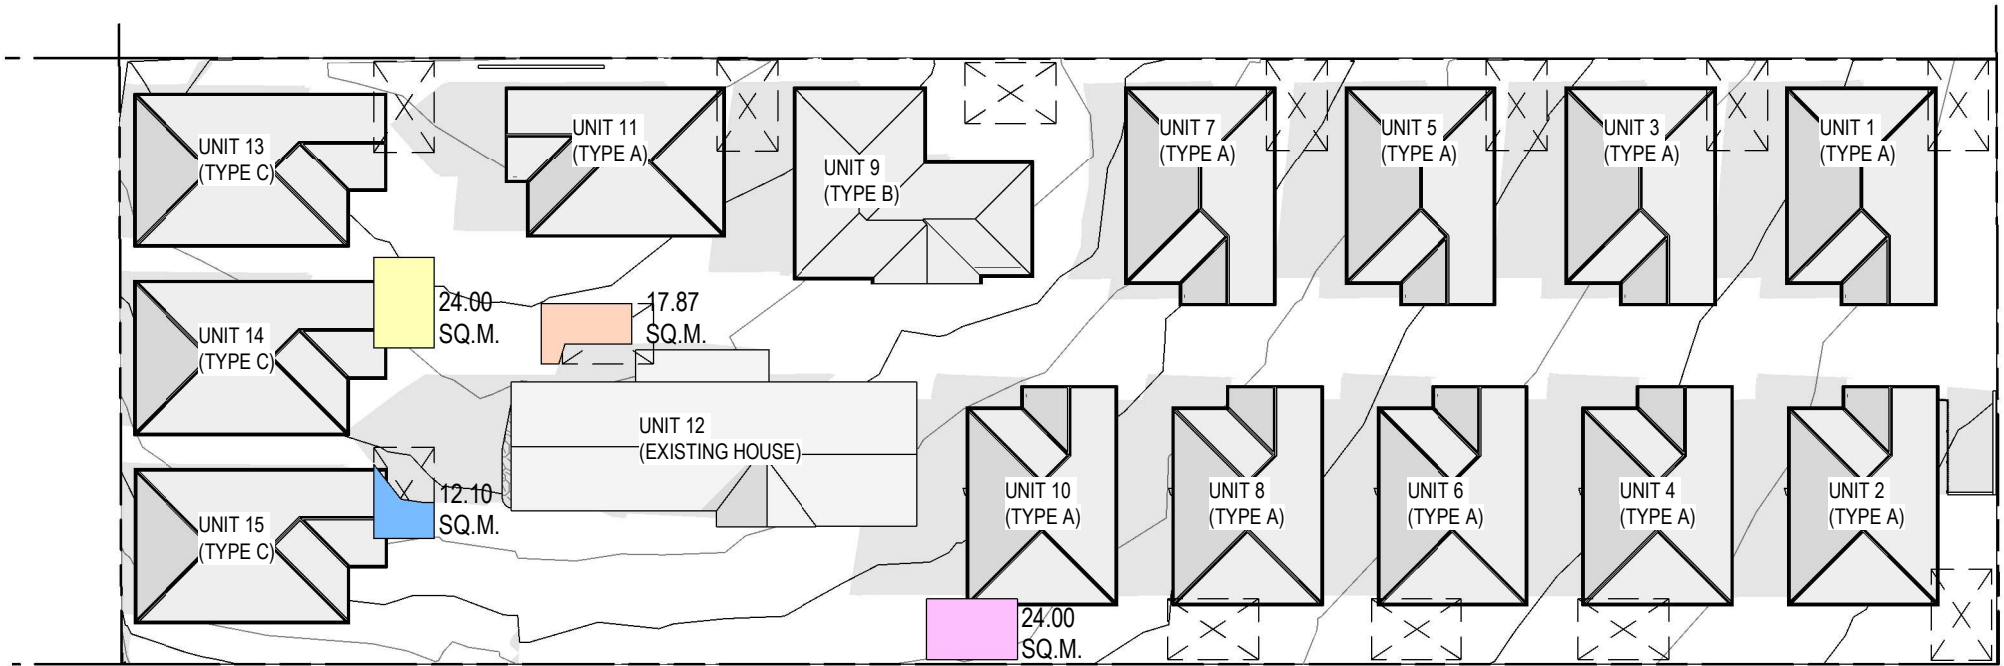 UNIT 13
(TYPE C)
UNIT 11
(TYPE A)
UNIT 9
(TYPE B)
UNIT 7
(TYPE A)
UNIT 5
(TYPE A)
UNIT 3
(TYPE A)
UNIT 1
(TYPE A)
UNIT 14
(TYPE C)
24.00
SQ.M.
17.87
SQ.M.
UNIT 12
(EXISTING HOUSE)
UNIT 15
(TYPE C)
12.10
SQ.M.
UNIT 10
(TYPE A)
UNIT 8
(TYPE A)
UNIT 6
(TYPE A)
UNIT 4
(TYPE A)
UNIT 2
(TYPE A)
24.00
SQ.M.